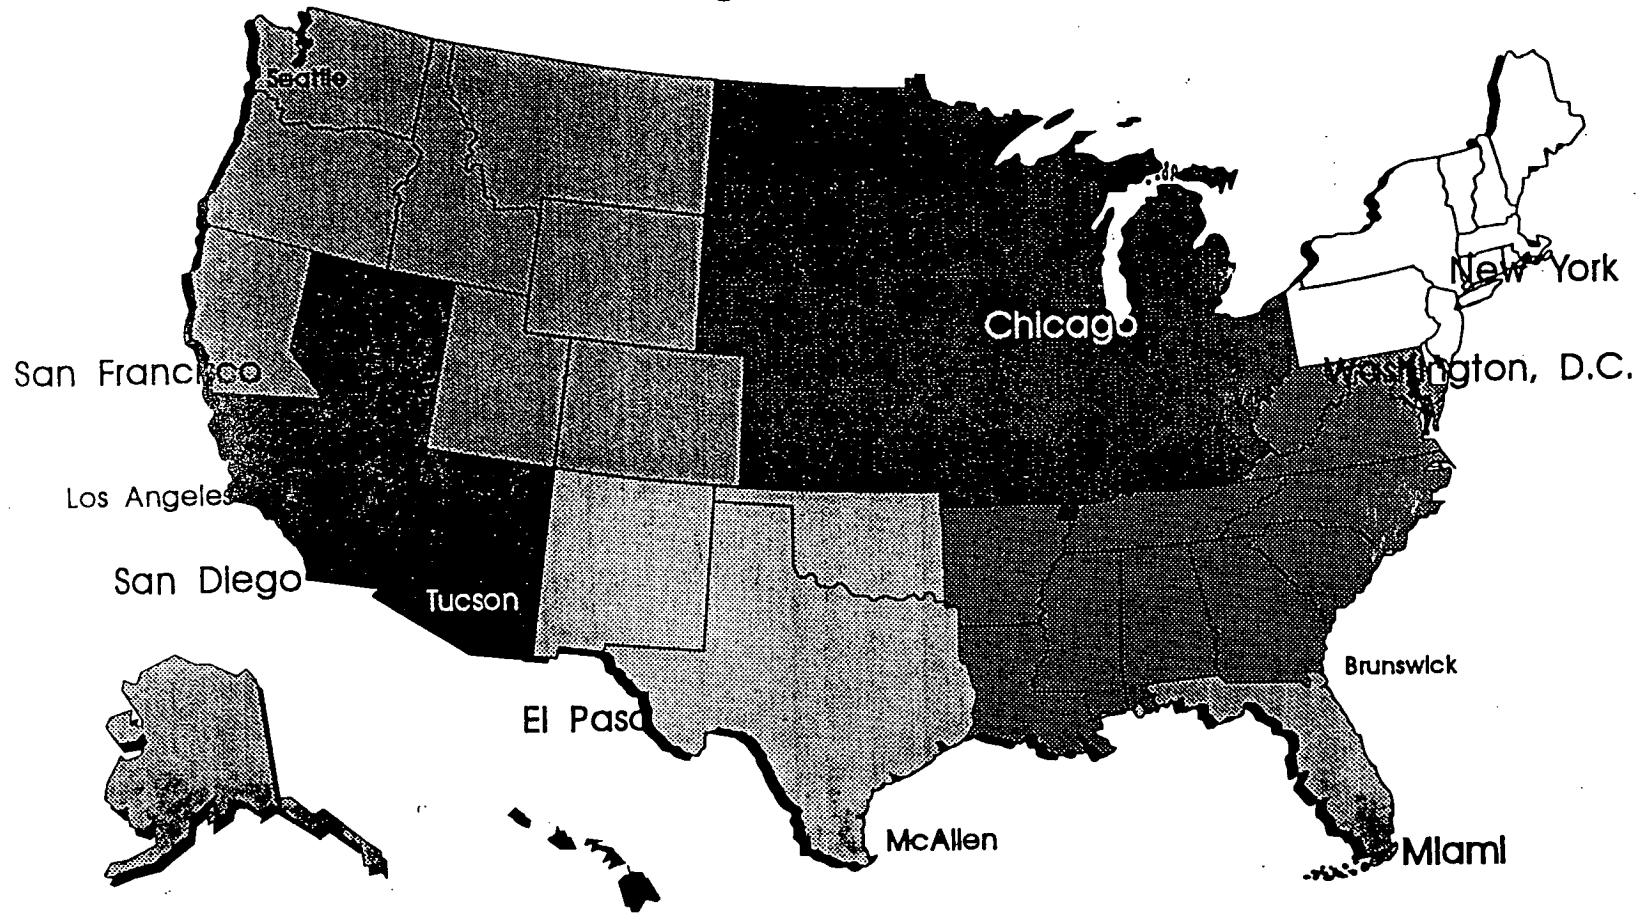 Seattle
New York
Chicago
San Francisco
Washington, D.C.
Los Angeles
San Diego
Tucson
Brunswick
El Paso
McAllen
Miami